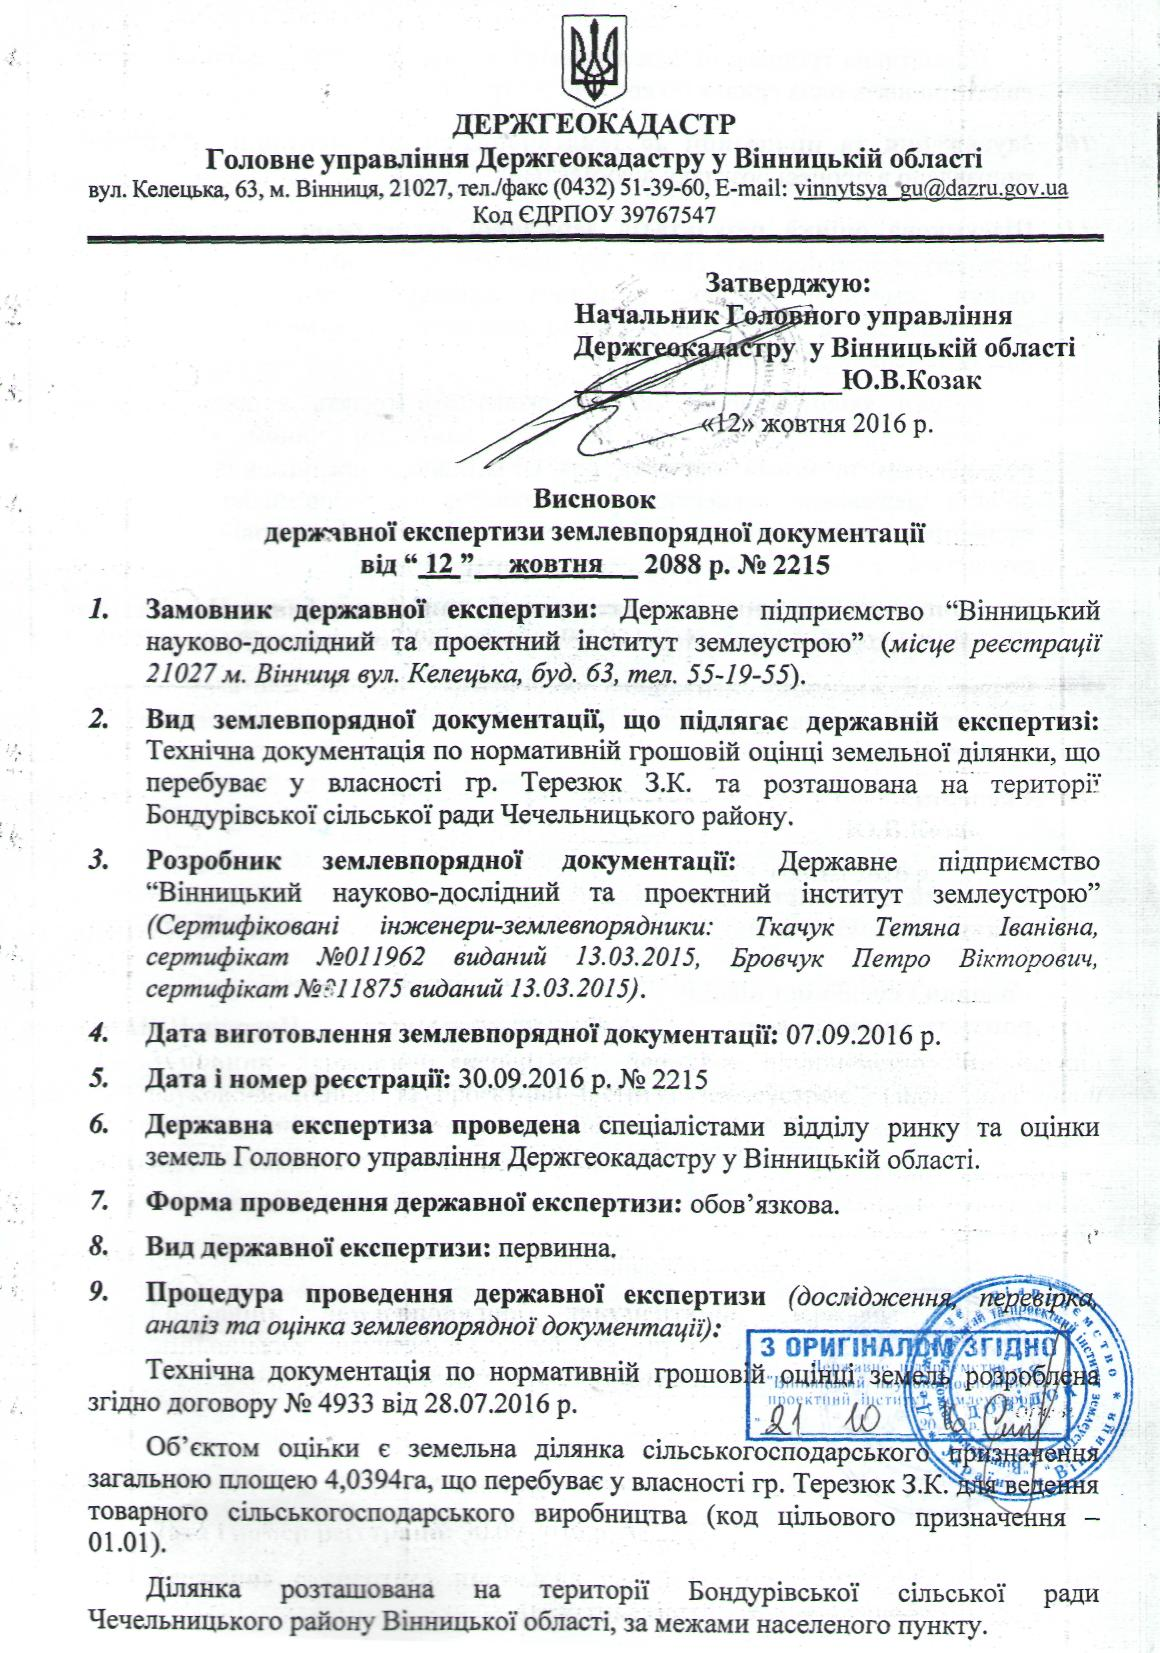 ДЕРЖГЕОКАДАСТР
Головне управління Держгеокадастру у Вінницькій області
вул. Келецька, 63, м. Вінниця, 21027, тел./факс (0432) 51-39-60, E-mail: vinnytsya_gu@dazru.gov.ua
Код ЄДРПОУ 39767547
Затверджую:
Начальник Головного управління
Держгеокадастру у Вінницькій області
____________________Ю.В.Козак
«12» жовтня 2016 р.
Висновок
державної експертизи землевпорядної документації
від “ 12 ” жовтня 2088 р. № 2215
1. Замовник державної експертизи: Державне підприємство “Вінницький
науково-дослідний та проектний інститут землеустрою” (місце реєстрації
21027 м. Вінниця вул. Келецька, буд. 63, тел. 55-19-55).
2. Вид землевпорядної документації, що підлягає державній експертизі:
Технічна документація по нормативній грошовій оцінці земельної ділянки, що
перебуває у власності гр. Терезюк З.К. та розташована на території
Бондурівської сільської ради Чечельницького району.
3. Розробник землевпорядної документації: Державне підприємство
“Вінницький науково-дослідний та проектний інститут землеустрою”
(Сертифіковані інженери-землевпорядники: Ткачук Тетяна Іванівна,
сертифікат №011962 виданий 13.03.2015, Бровчук Петро Вікторович,
сертифікат №011875 виданий 13.03.2015).
4. Дата виготовлення землевпорядної документації: 07.09.2016 р.
5. Дата і номер реєстрації: 30.09.2016 р. № 2215
6. Державна експертиза проведена спеціалістами відділу ринку та оцінки
земель Головного управління Держгеокадастру у Вінницькій області.
7. Форма проведення державної експертизи: обов’язкова.
8. Вид державної експертизи: первинна.
9. Процедура проведення державної експертизи (дослідження, перевірка,
аналіз та оцінка землевпорядної документації):
З ОРИГІНАЛОМ ЗГІДНО
Державне підприємство
"Вінницький науково-дослідний та
проектний інститут землеустрою"
21 10
Технічна документація по нормативній грошовій оцінці земель розроблена
згідно договору № 4933 від 28.07.2016 р.
Об’єктом оцінки є земельна ділянка сільськогосподарського призначення
загальною площею 4,0394га, що перебуває у власності гр. Терезюк З.К. для ведення
товарного сільськогосподарського виробництва (код цільового призначення –
01.01).
Ділянка розташована на території Бондурівської сільської ради
Чечельницького району Вінницької області, за межами населеного пункту.